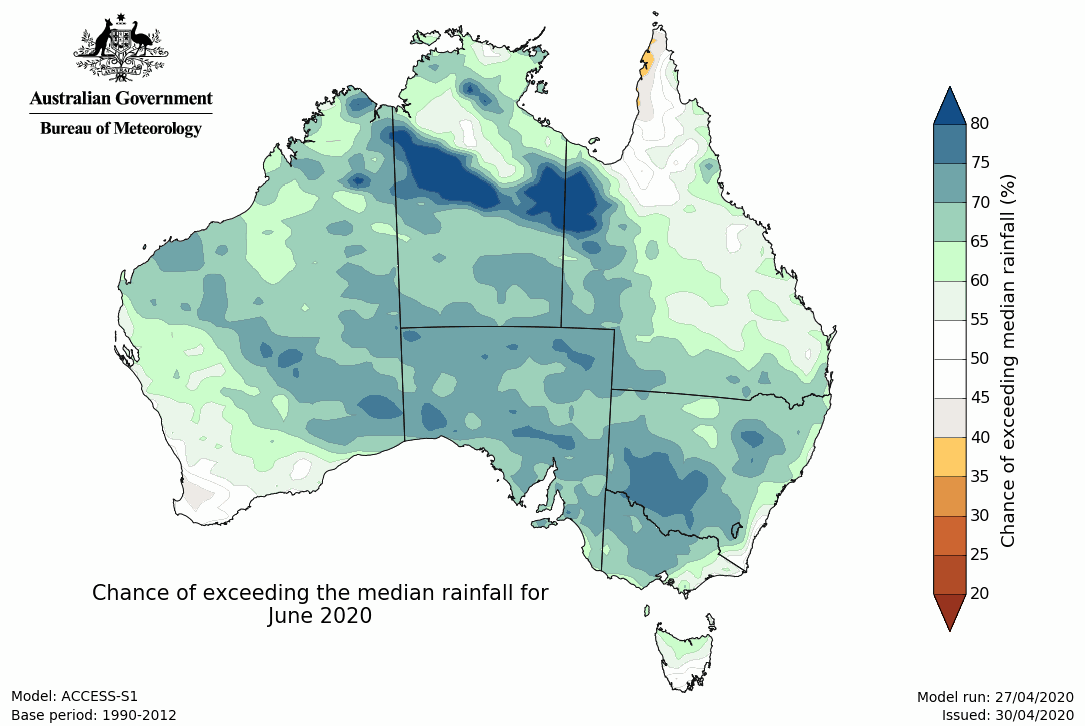 Australian Government
Bureau of Meteorology
80
75
70
65
60
55
50
45
40
35
30
25
20
Chance of exceeding median rainfall (%)
Chance of exceeding the median rainfall for
June 2020
Model: ACCESS-S1
Base period: 1990-2012
Model run: 27/04/2020
Issued: 30/04/2020